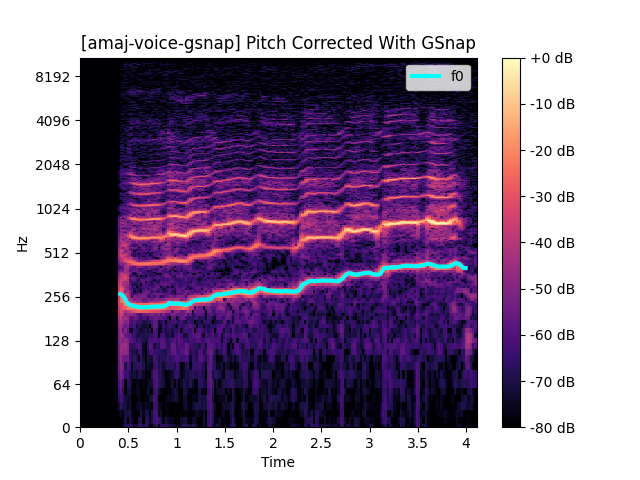 [amaj-voice-gsnap] Pitch Corrected With GSnap
f0
Hz
8192
4096
2048
1024
512
256
128
64
0
0 0.5 1 1.5 2 2.5 3 3.5 4
Time
+0 dB
-10 dB
-20 dB
-30 dB
-40 dB
-50 dB
-60 dB
-70 dB
-80 dB